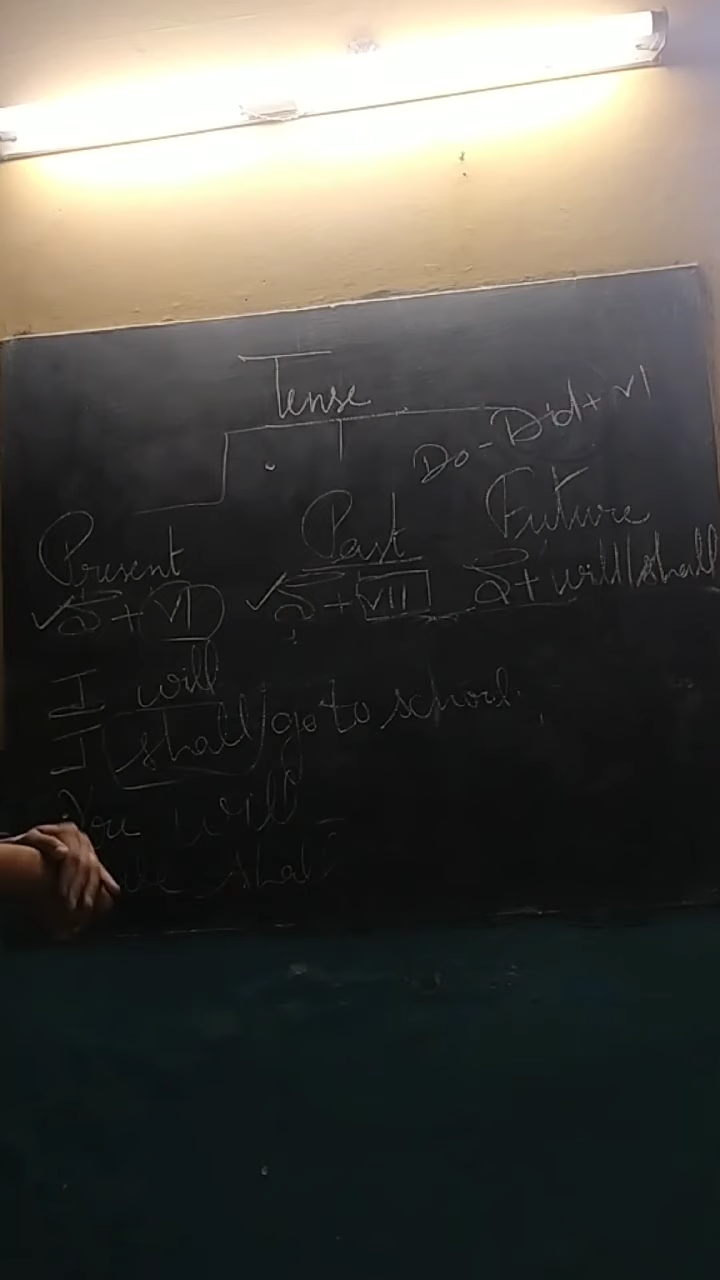 Tense
Do - Did + V1
Present Past Future
S + V1 S + VII S + will/shall
I will
I shall go to school.
You will
We shall